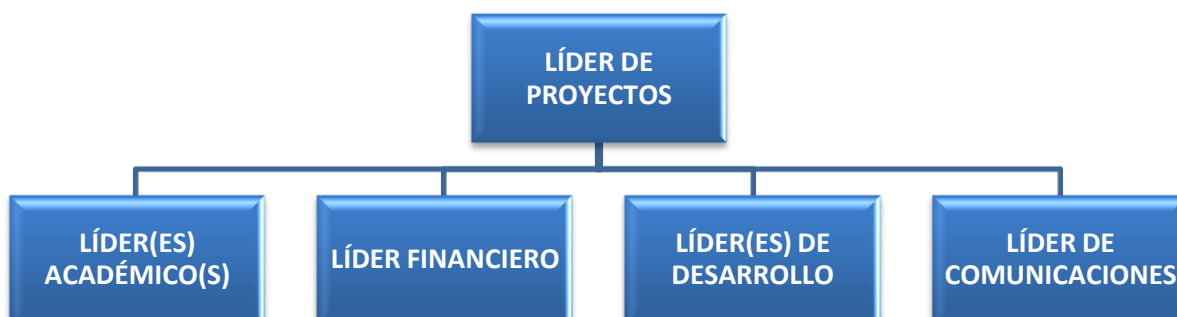 LÍDER DE
PROYECTOS
LÍDER(ES)
ACADÉMICO(S)
LÍDER FINANCIERO
LÍDER(ES) DE
DESARROLLO
LÍDER DE
COMUNICACIONES